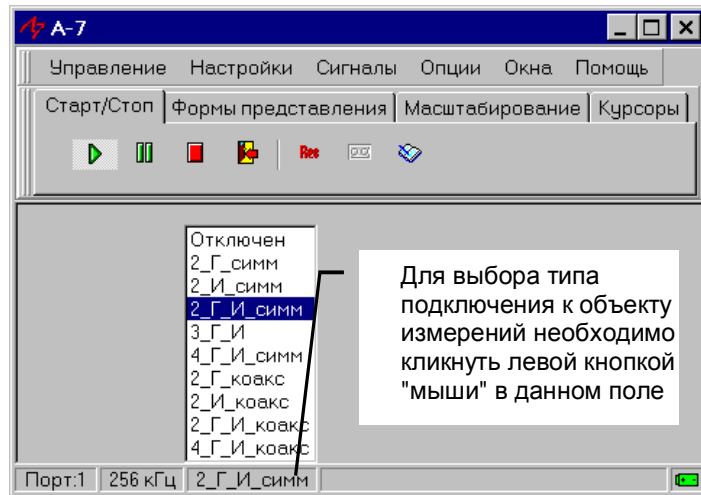 А-7
Управление Настройки Сигналы Опции Окна Помощь
Старт/Стоп Формы представления Масштабирование Курсоры
Rec
Отключен
2_Г_симм
2_И_симм
2_Г_И_симм
3_Г_И
4_Г_И_симм
2_Г_коакс
2_И_коакс
2_Г_И_коакс
4_Г_И_коакс
Для выбора типа
подключения к объекту
измерений необходимо
кликнуть левой кнопкой
"мыши" в данном поле
Порт:1 256 кГц 2_Г_И_симм